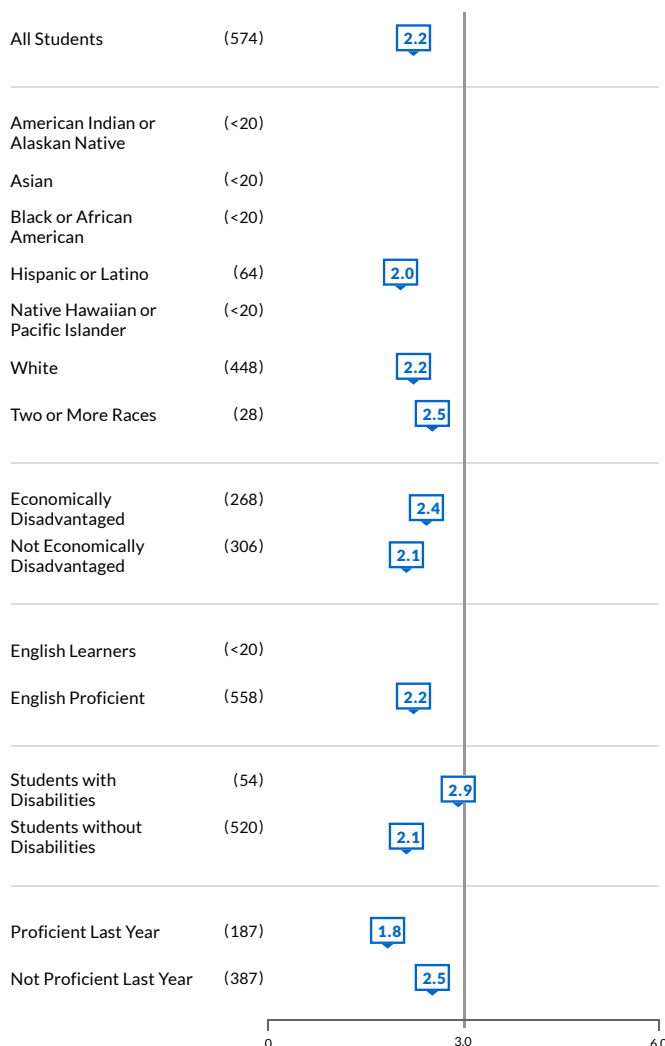 All Students (574) 2.2
American Indian or (<20)
Alaskan Native
Asian (<20)
Black or African (<20)
American
Hispanic or Latino (64) 2.0
Native Hawaiian or (<20)
Pacific Islander
White (448) 2.2
Two or More Races (28) 2.5
Economically (268) 2.4
Disadvantaged
Not Economically (306) 2.1
Disadvantaged
English Learners (<20)
English Proficient (558) 2.2
Students with (54) 2.9
Disabilities
Students without (520) 2.1
Disabilities
Proficient Last Year (187) 1.8
Not Proficient Last Year (387) 2.5
0 3.0 6.0